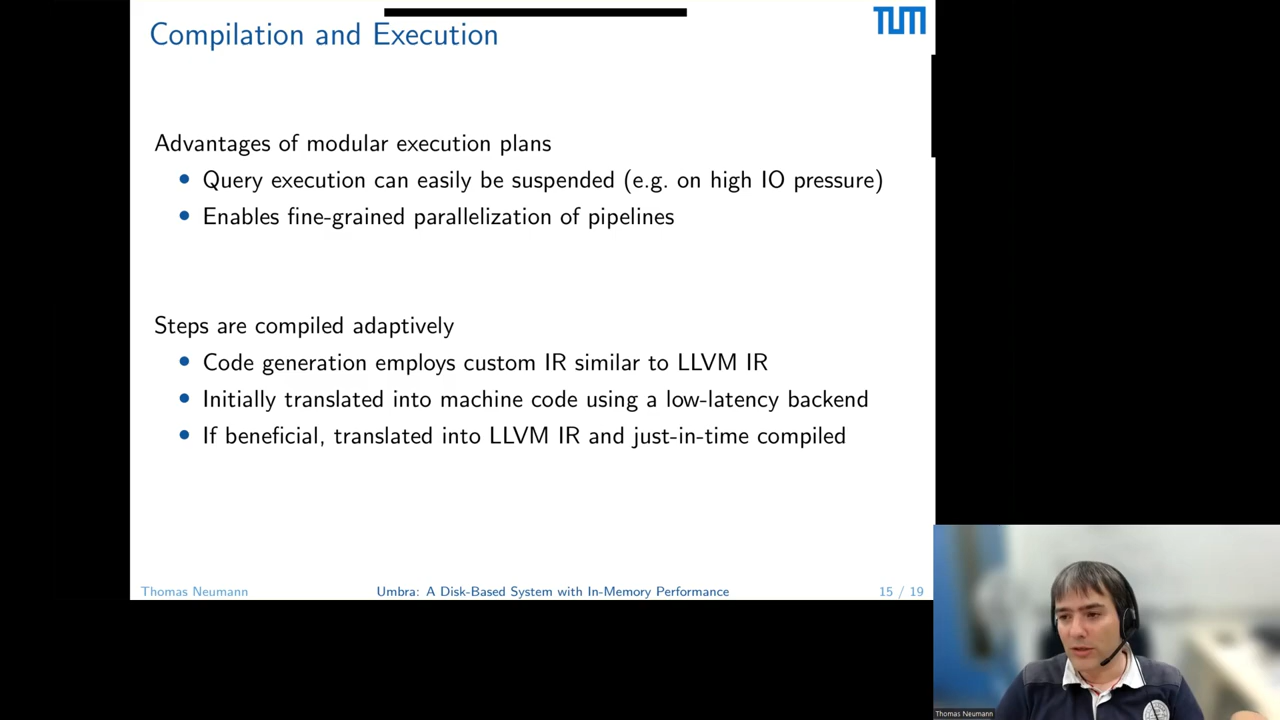 Compilation and Execution
TUM
Advantages of modular execution plans
• Query execution can easily be suspended (e.g. on high IO pressure)
• Enables fine-grained parallelization of pipelines
Steps are compiled adaptively
• Code generation employs custom IR similar to LLVM IR
• Initially translated into machine code using a low-latency backend
• If beneficial, translated into LLVM IR and just-in-time compiled
Thomas Neumann
Umbra: A Disk-Based System with In-Memory Performance
15 / 19
Thomas Neumann